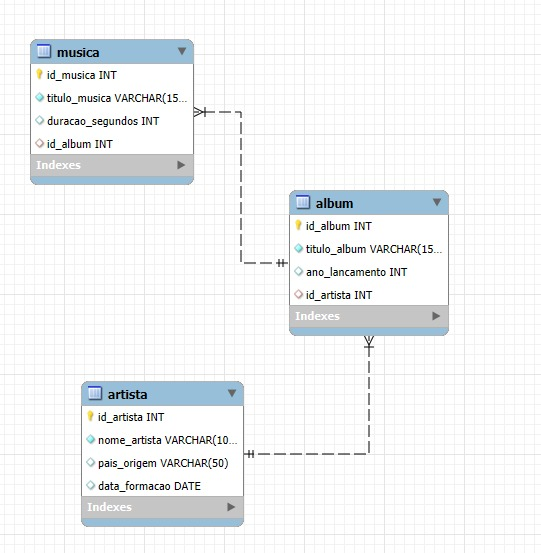 musica
id_musica INT
titulo_musica VARCHAR(15...
duracao_segundos INT
id_album INT
Indexes
album
id_album INT
titulo_album VARCHAR(15...
ano_lancamento INT
id_artista INT
Indexes
artista
id_artista INT
nome_artista VARCHAR(10...
pais_origem VARCHAR(50)
data_formacao DATE
Indexes